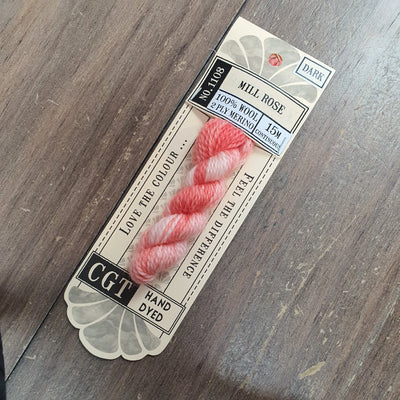 DARK
NO. 1108
MILL ROSE
100% WOOL
2 PLY MERINO
15M
CONTINUOUS
LOVE THE COLOUR ...
FEEL THE DIFFERENCE
CGT
HAND
DYED